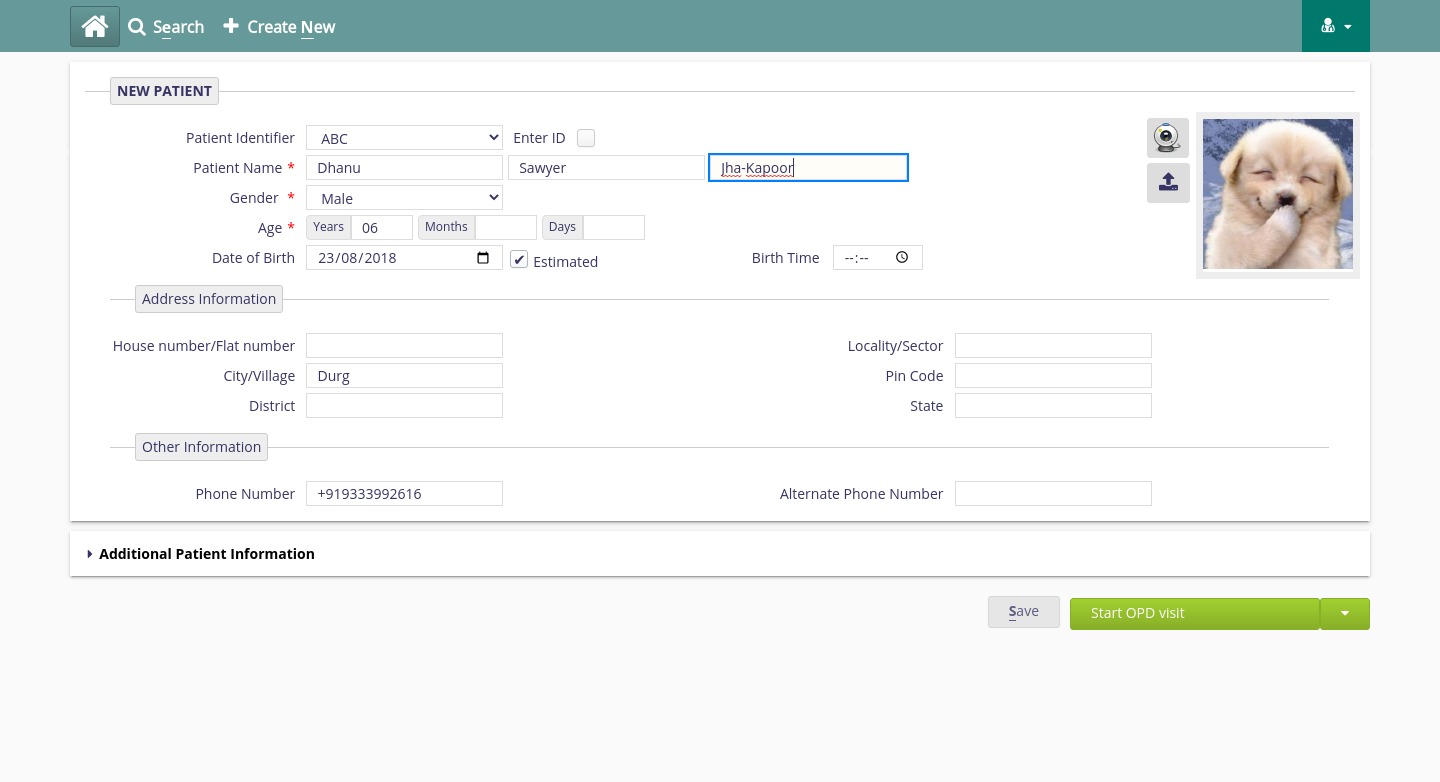 Search Create New
NEW PATIENT
Patient Identifier ABC Enter ID
Patient Name * Dhanu Sawyer Jha-Kapoor
Gender * Male
Age * Years 06 Months Days
Date of Birth 23/08/2018 Estimated Birth Time --:--
Address Information
House number/Flat number Locality/Sector
City/Village Durg Pin Code
District State
Other Information
Phone Number +919333992616 Alternate Phone Number
Additional Patient Information
Save Start OPD visit